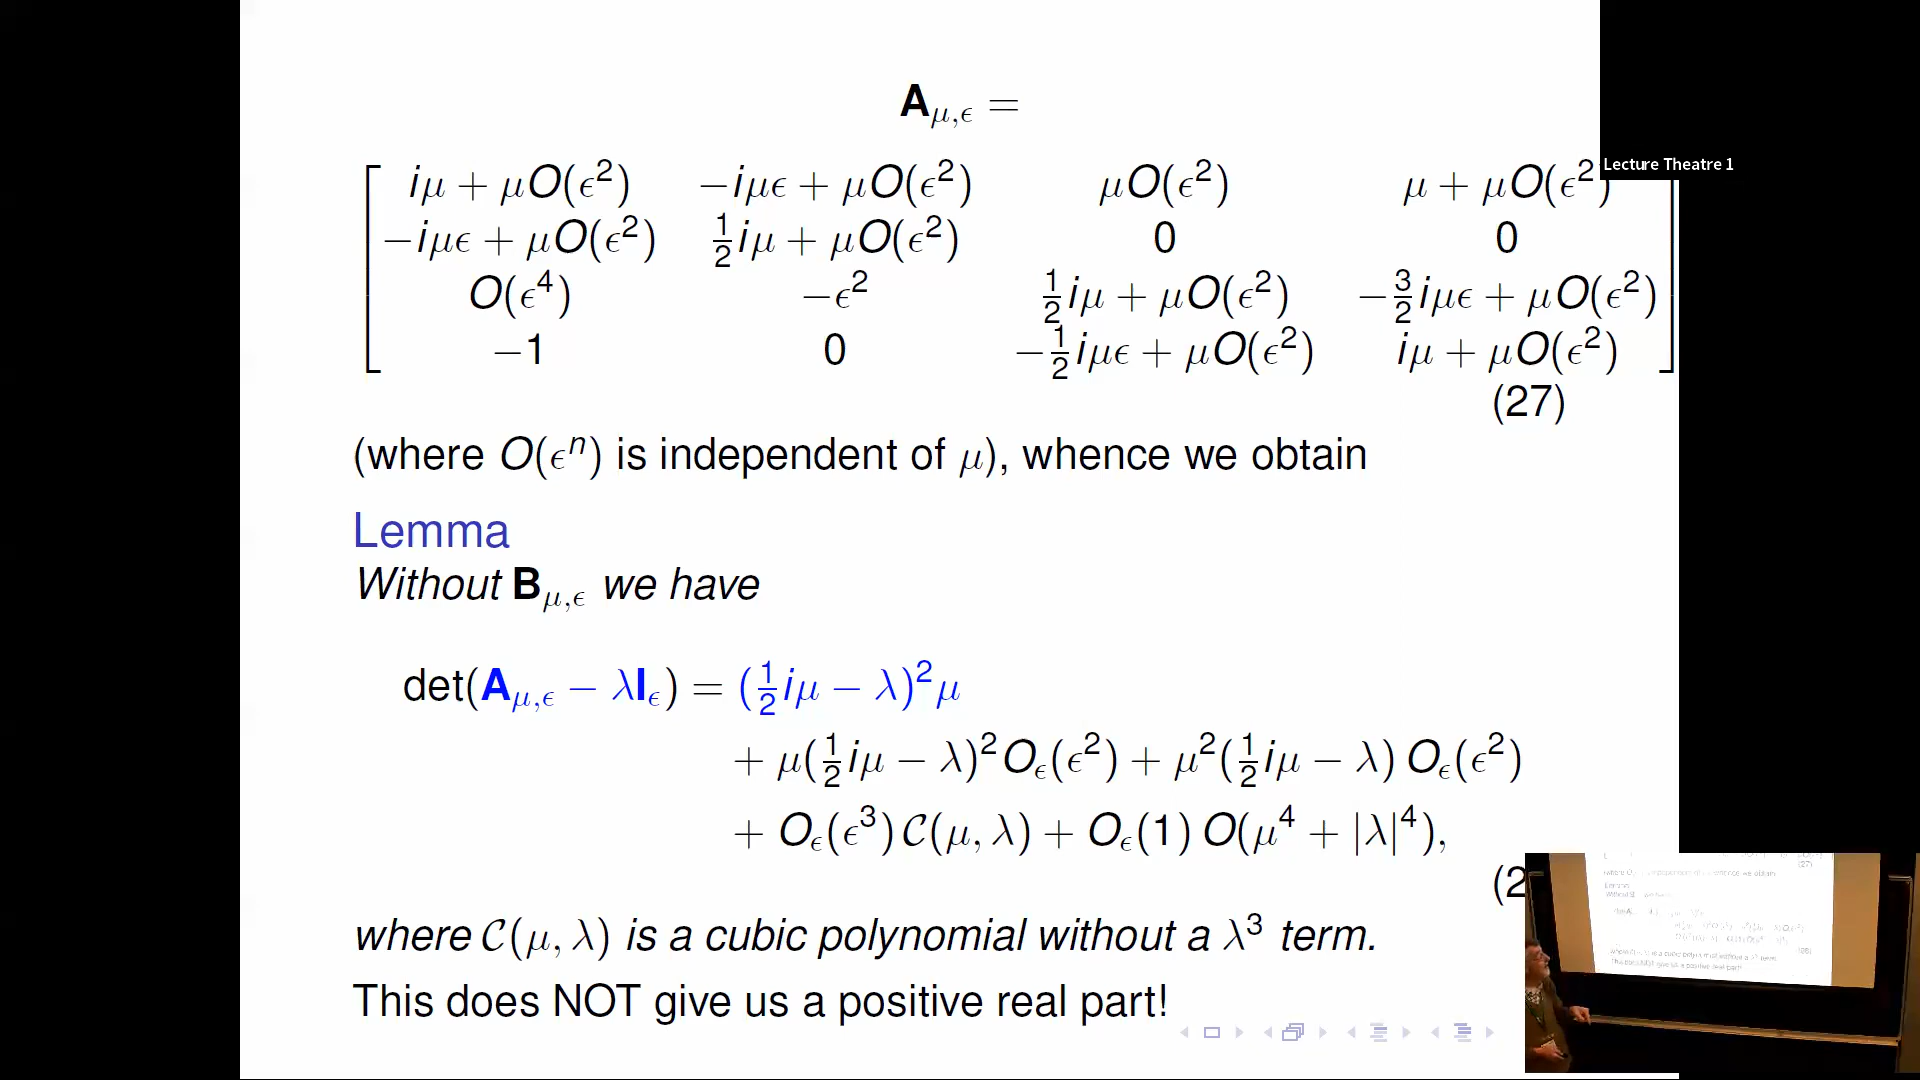 A_{μ,ϵ} =
Lecture Theatre 1
iμ + μO(ϵ²) −iμϵ + μO(ϵ²) μO(ϵ²) μ + μO(ϵ²)
−iμϵ + μO(ϵ²) ½iμ + μO(ϵ²) 0 0
O(ϵ⁴) −ϵ² ½iμ + μO(ϵ²) −3/2 iμϵ + μO(ϵ²)
−1 0 −½iμϵ + μO(ϵ²) iμ + μO(ϵ²)
(27)
(where O(ϵⁿ) is independent of μ), whence we obtain
Lemma
Without B_{μ,ϵ} we have
det(A_{μ,ϵ} − λI_ϵ) = (½iμ − λ)²μ
+ μ(½iμ − λ)²O_ϵ(ϵ²) + μ²(½iμ − λ) O_ϵ(ϵ²)
+ O_ϵ(ϵ³) 𝒞(μ, λ) + O_ϵ(1) O(μ⁴ + |λ|⁴),
(2
where 𝒞(μ, λ) is a cubic polynomial without a λ³ term.
This does NOT give us a positive real part!